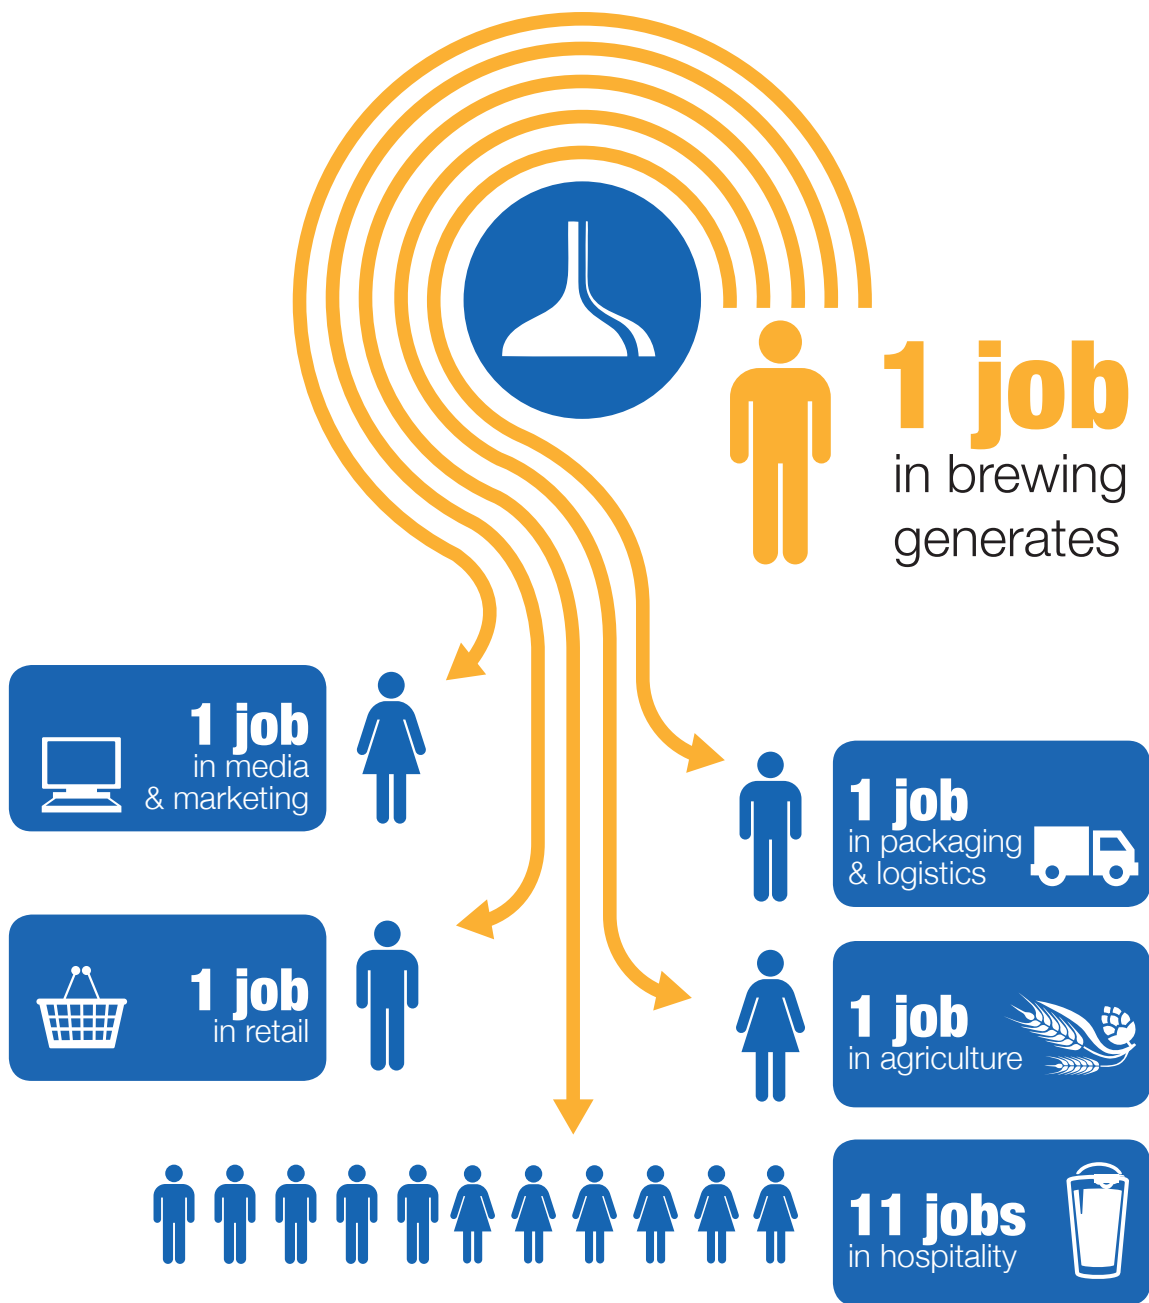 1 job
in brewing
generates
1 job
in media
& marketing
1 job
in packaging
& logistics
1 job
in retail
1 job
in agriculture
11 jobs
in hospitality